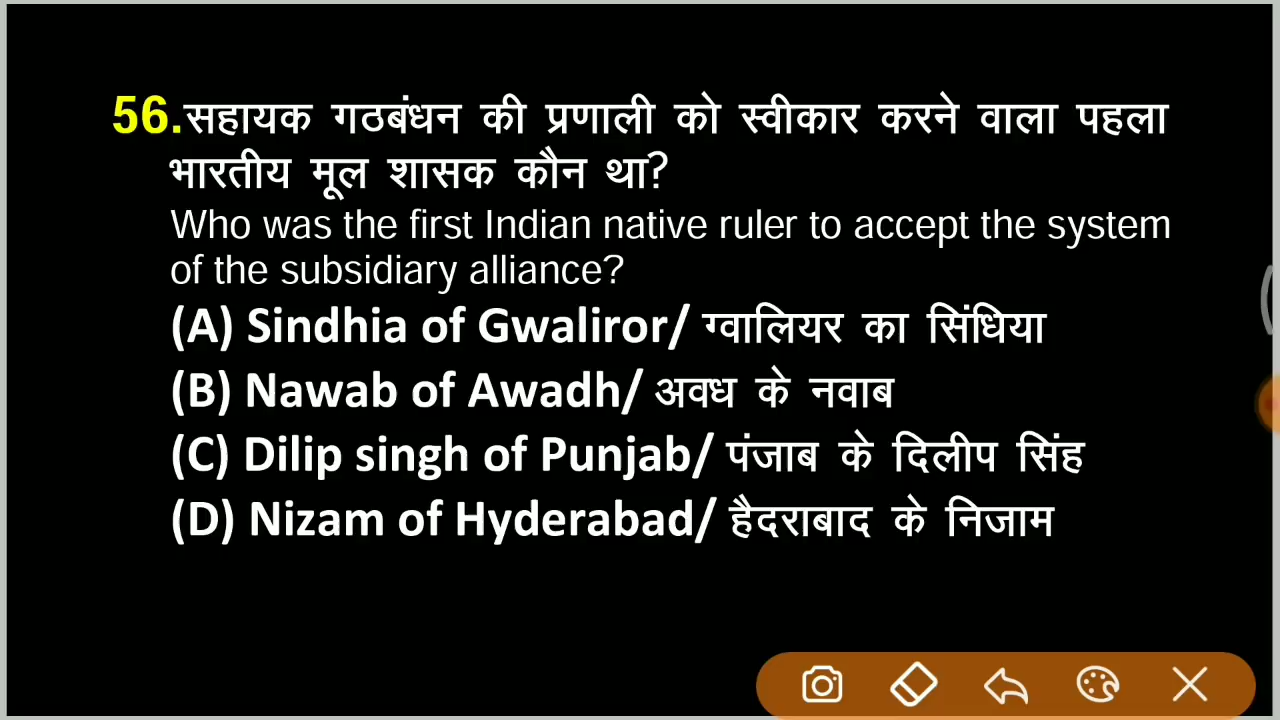 56.सहायक गठबंधन की प्रणाली को स्वीकार करने वाला पहला
भारतीय मूल शासक कौन था?
Who was the first Indian native ruler to accept the system
of the subsidiary alliance?
(A) Sindhia of Gwaliror/ ग्वालियर का सिंधिया
(B) Nawab of Awadh/ अवध के नवाब
(C) Dilip singh of Punjab/ पंजाब के दिलीप सिंह
(D) Nizam of Hyderabad/ हैदराबाद के निजाम